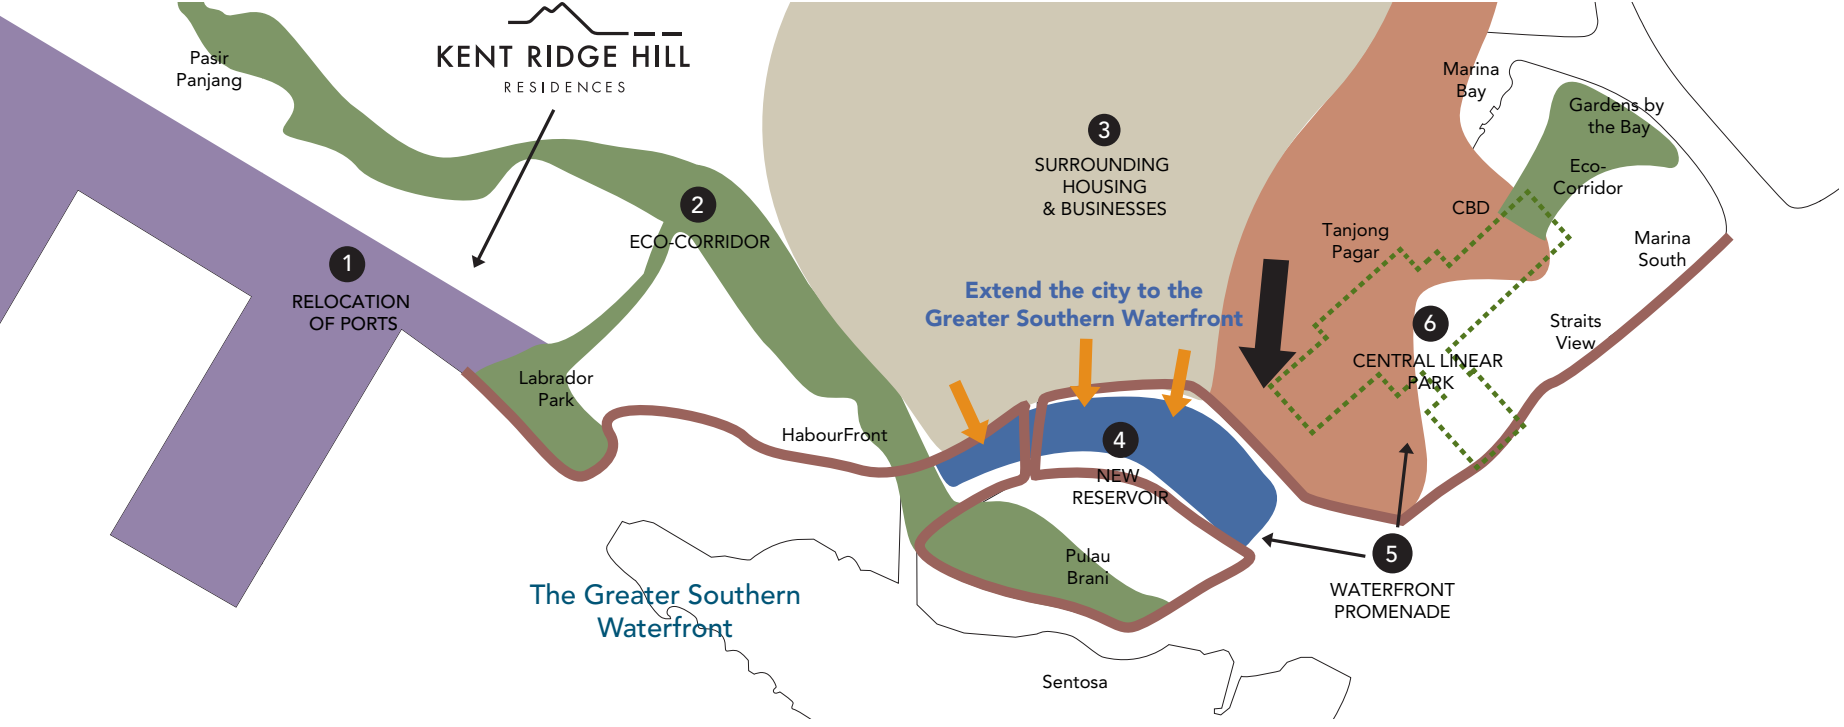 Pasir
Panjang
KENT RIDGE HILL
RESIDENCES
Marina
Bay
Gardens by
the Bay
Eco-
Corridor
3
SURROUNDING
HOUSING
& BUSINESSES
2
ECO-CORRIDOR
CBD
Tanjong
Pagar
Marina
South
1
RELOCATION
OF PORTS
Extend the city to the
Greater Southern Waterfront
6
CENTRAL LINEAR
PARK
Straits
View
Labrador
Park
HabourFront
4
NEW
RESERVOIR
5
WATERFRONT
PROMENADE
Pulau
Brani
The Greater Southern
Waterfront
Sentosa